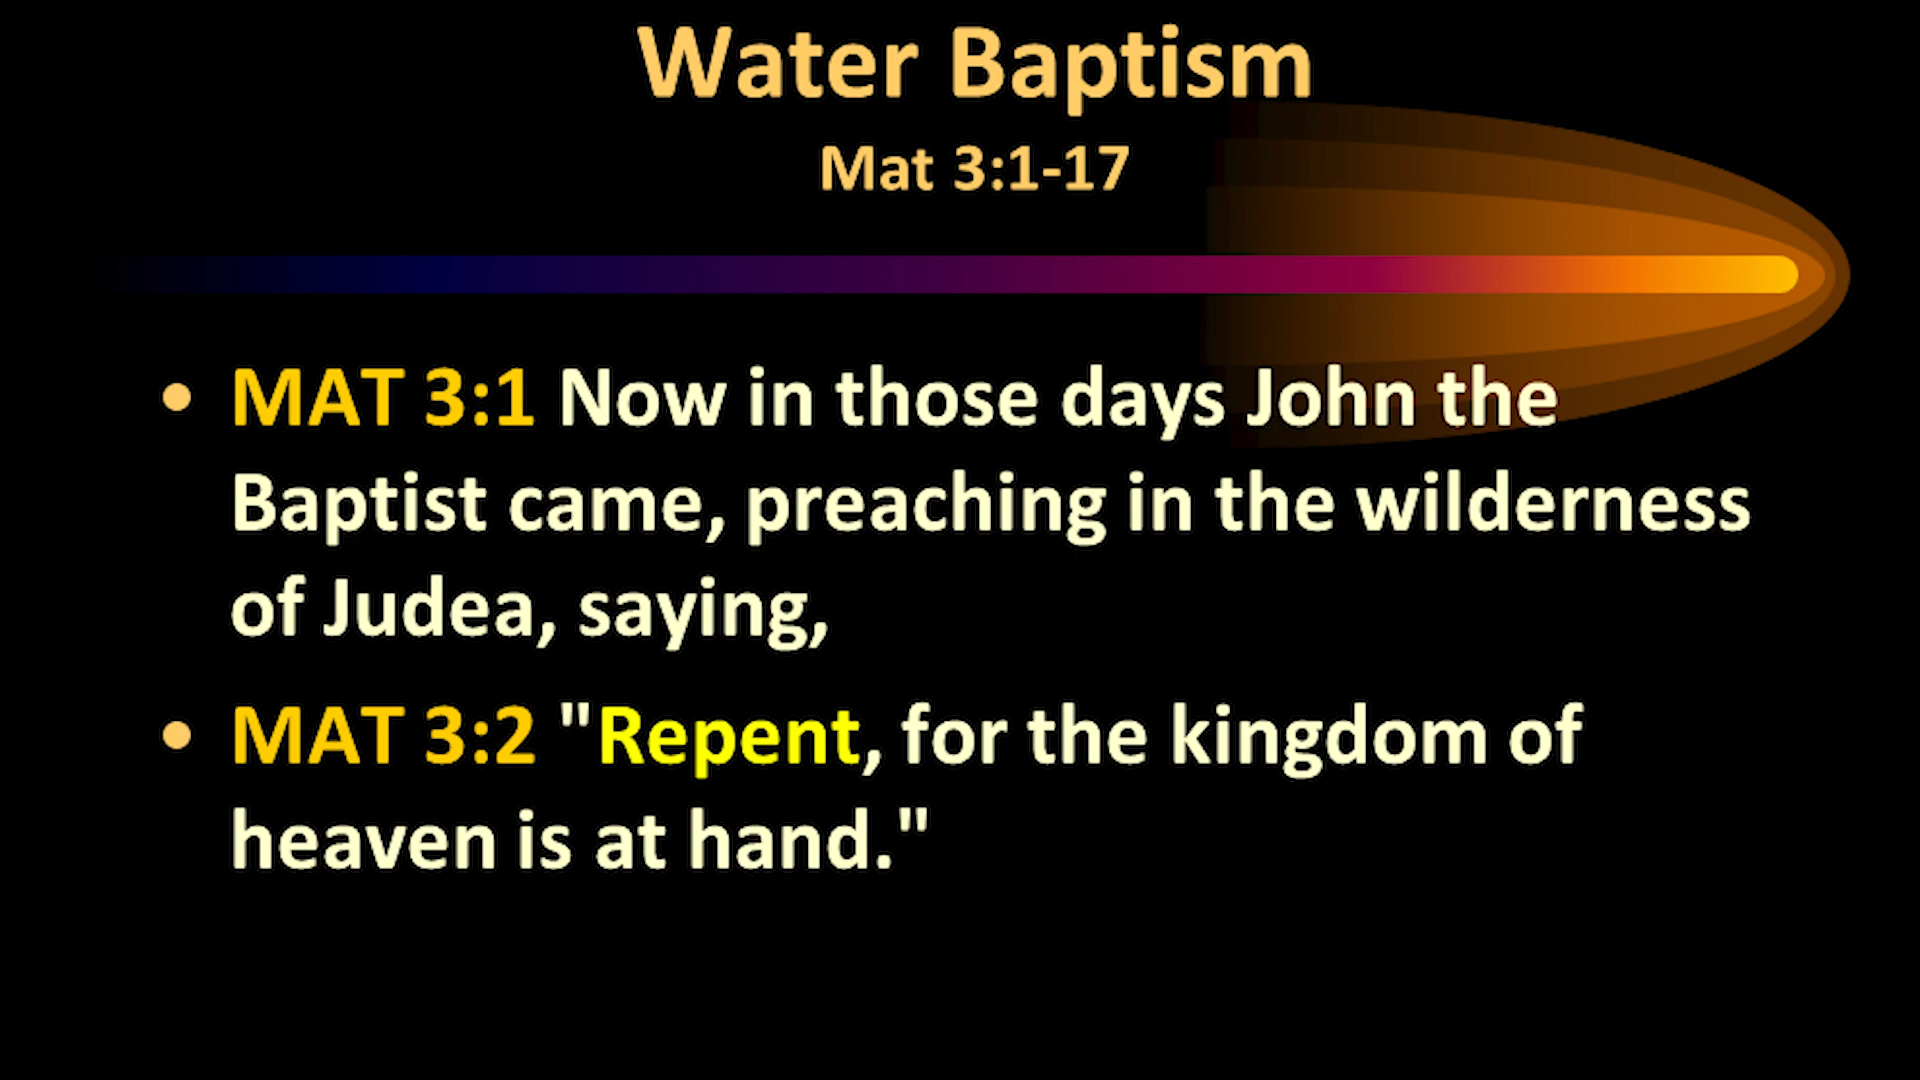 Water Baptism
Mat 3:1-17
• MAT 3:1 Now in those days John the
Baptist came, preaching in the wilderness
of Judea, saying,
• MAT 3:2 "Repent, for the kingdom of
heaven is at hand."